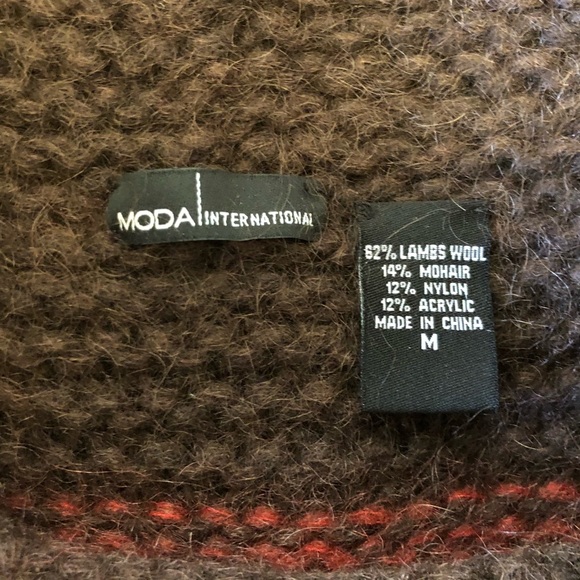 MODA INTERNATIONAL
62% LAMBS WOOL
14% MOHAIR
12% NYLON
12% ACRYLIC
MADE IN CHINA
M